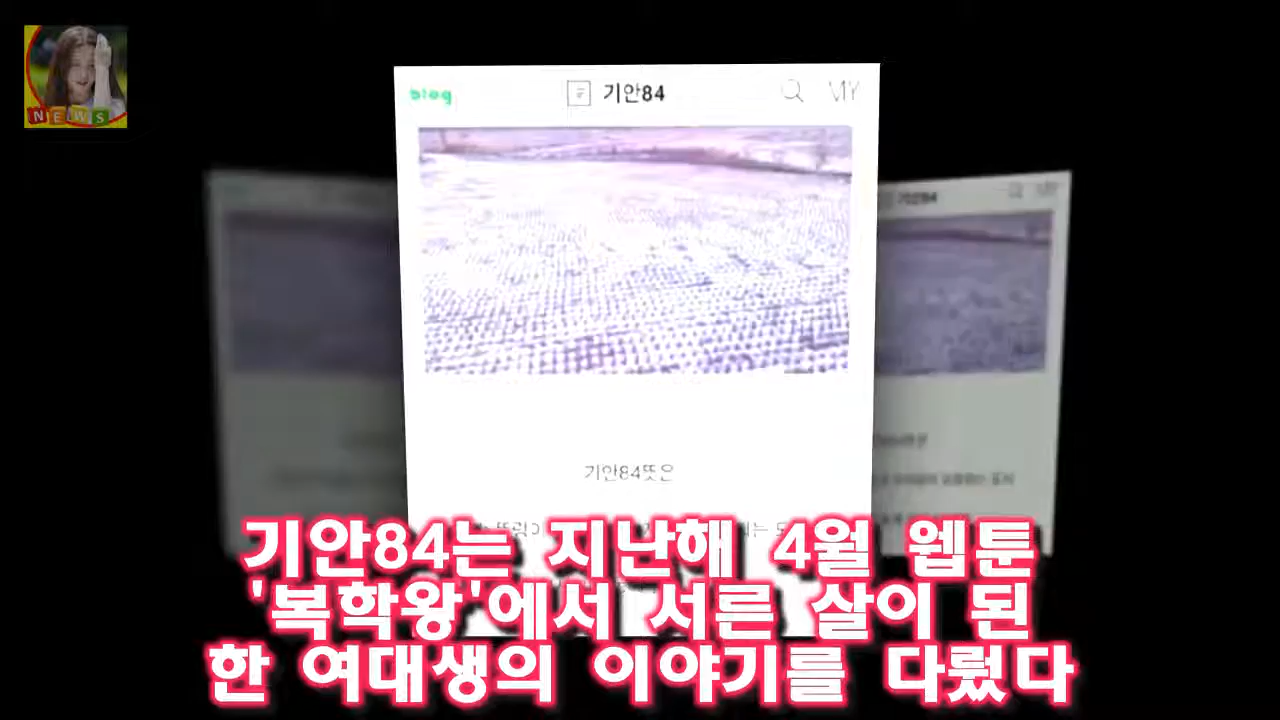 NEWS
blog
기안84
MY
기안84뜻은
기안84는 지난해 4월 웹툰
'복학왕'에서 서른 살이 된
한 여대생의 이야기를 다뤘다